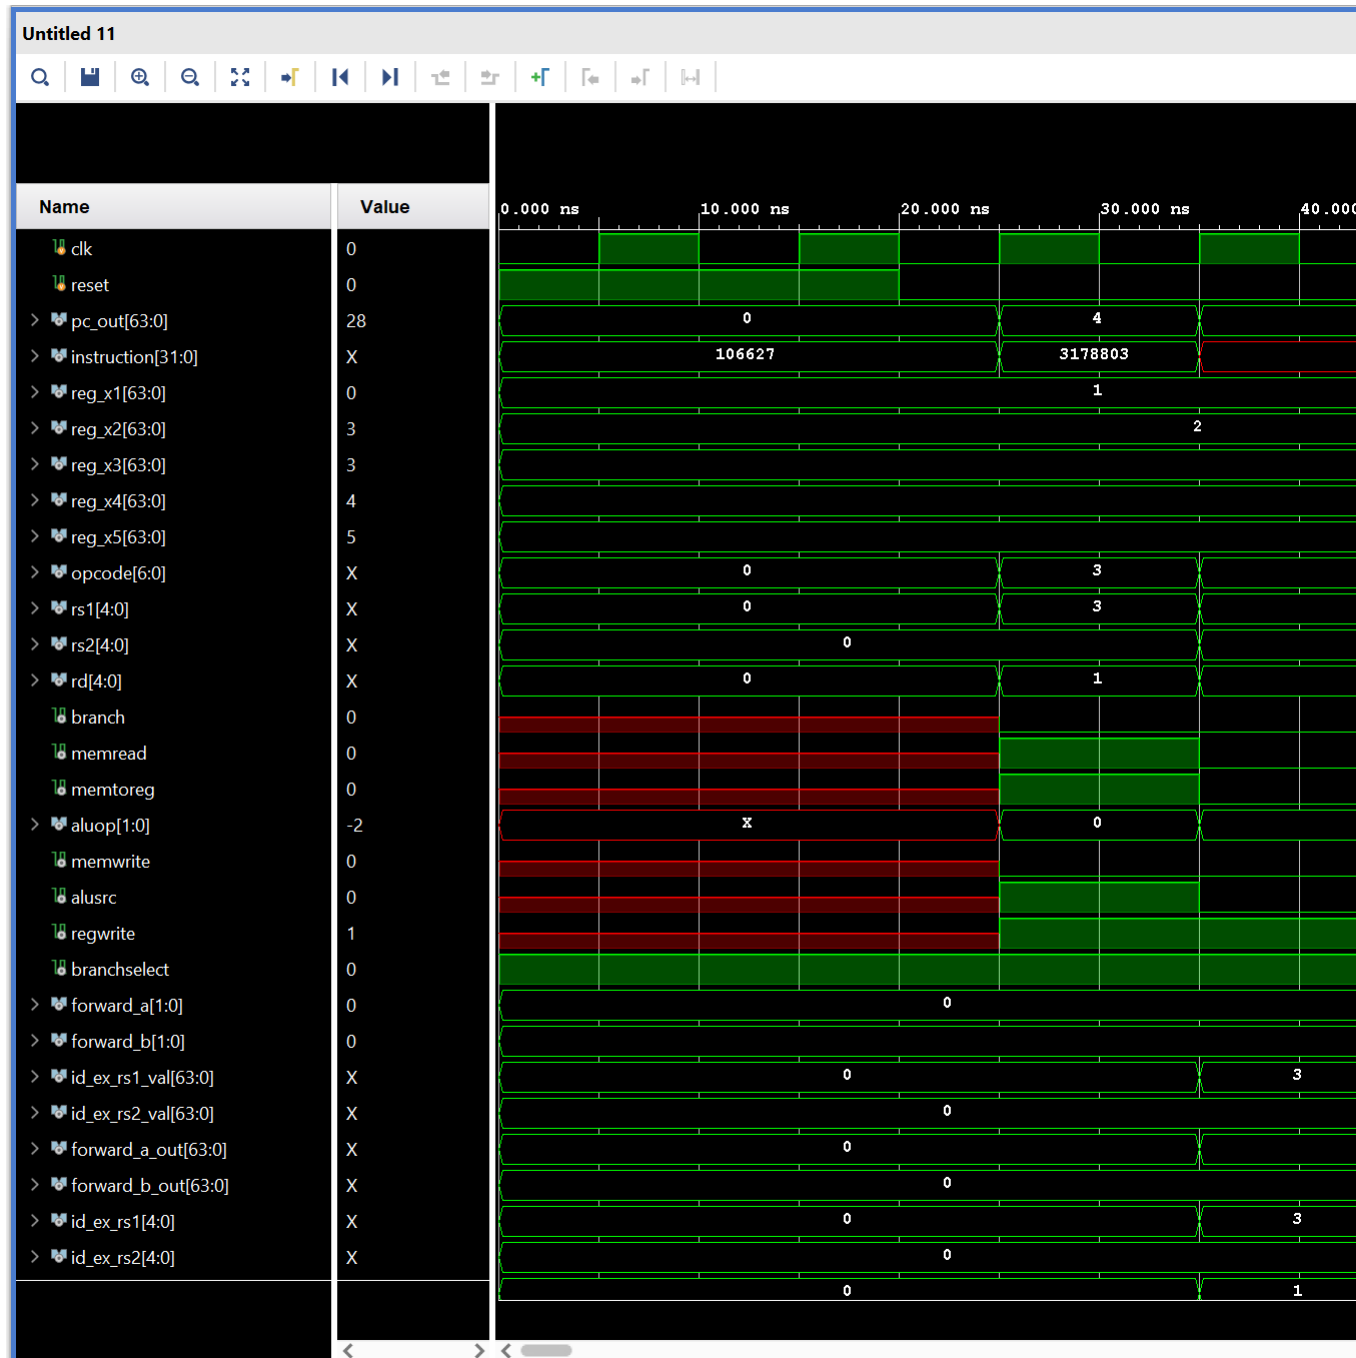 Untitled 11
Name Value
0.000 ns 10.000 ns 20.000 ns 30.000 ns 40.000
clk 0
reset 0
pc_out[63:0] 28 0 4
instruction[31:0] X 106627 3178803
reg_x1[63:0] 0 1
reg_x2[63:0] 3 2
reg_x3[63:0] 3
reg_x4[63:0] 4
reg_x5[63:0] 5
opcode[6:0] X 0 3
rs1[4:0] X 0 3
rs2[4:0] X 0
rd[4:0] X 0 1
branch 0
memread 0
memtoreg 0
aluop[1:0] -2 X 0
memwrite 0
alusrc 0
regwrite 1
branchselect 0
forward_a[1:0] 0 0
forward_b[1:0] 0
id_ex_rs1_val[63:0] X 0 3
id_ex_rs2_val[63:0] X 0
forward_a_out[63:0] X 0
forward_b_out[63:0] X 0
id_ex_rs1[4:0] X 0 3
id_ex_rs2[4:0] X 0
0 1